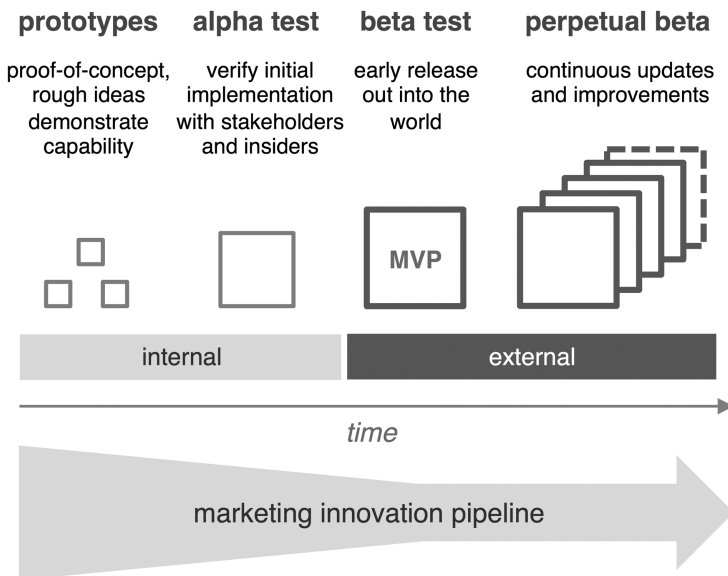 prototypes
proof-of-concept,
rough ideas
demonstrate
capability
alpha test
verify initial
implementation
with stakeholders
and insiders
beta test
early release
out into the
world
perpetual beta
continuous updates
and improvements
MVP
internal
external
time
marketing innovation pipeline